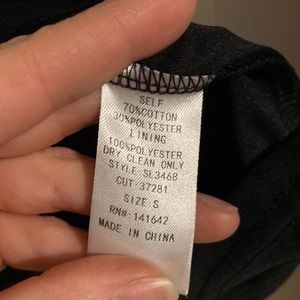 SELF
70%COTTON
30%POLYESTER
LINING
100%POLYESTER
DRY CLEAN ONLY
STYLE SL3468
CUT-37281
SIZE S
RN#-141642
MADE IN CHINA